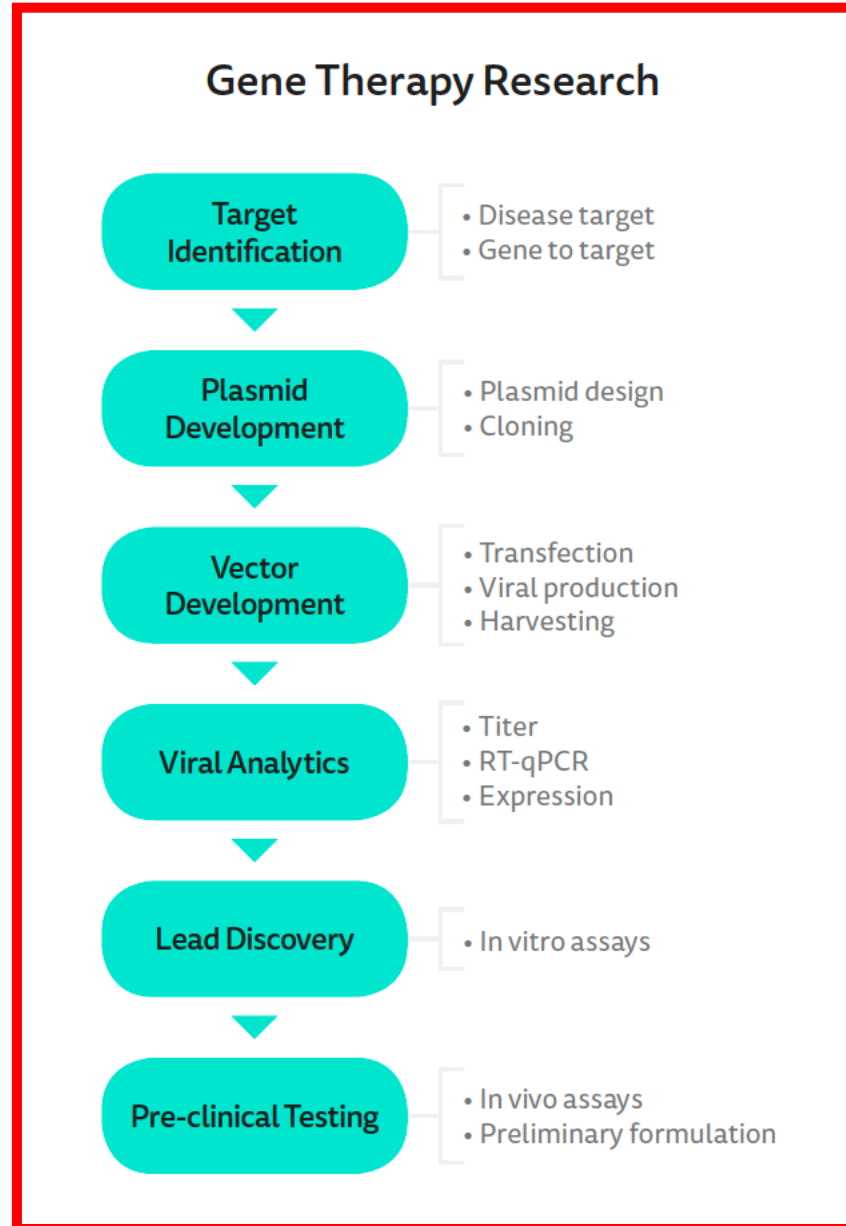 Gene Therapy Research
Target
Identification
• Disease target
• Gene to target
Plasmid
Development
• Plasmid design
• Cloning
Vector
Development
• Transfection
• Viral production
• Harvesting
Viral Analytics
• Titer
• RT-qPCR
• Expression
Lead Discovery
• In vitro assays
Pre-clinical Testing
• In vivo assays
• Preliminary formulation